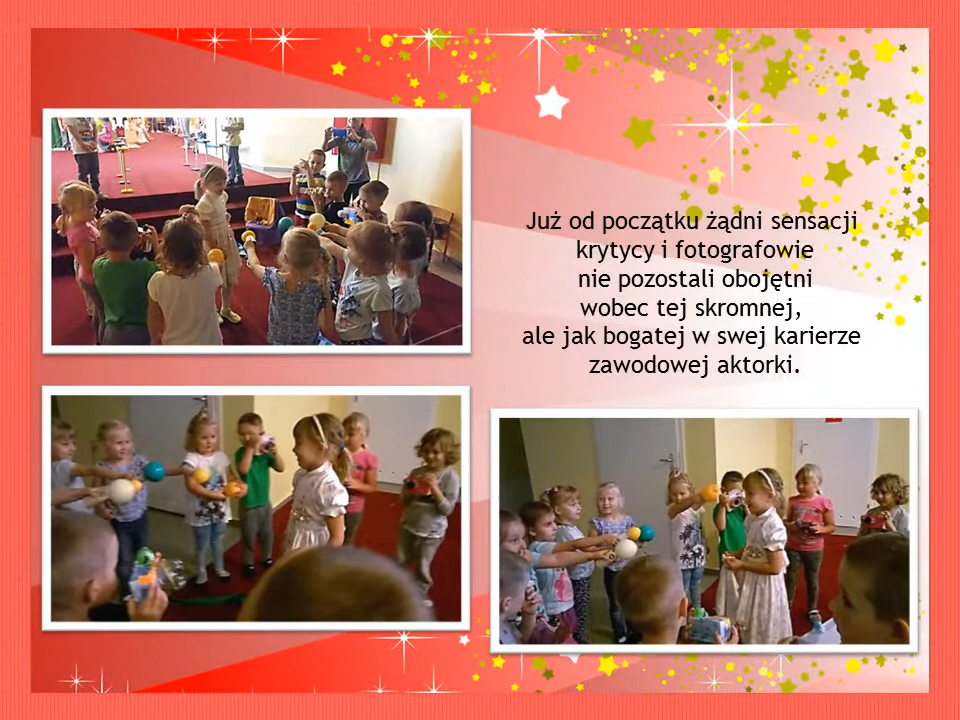 Już od początku żądni sensacji
krytycy i fotografowie
nie pozostali obojętni
wobec tej skromnej,
ale jak bogatej w swej karierze
zawodowej aktorki.